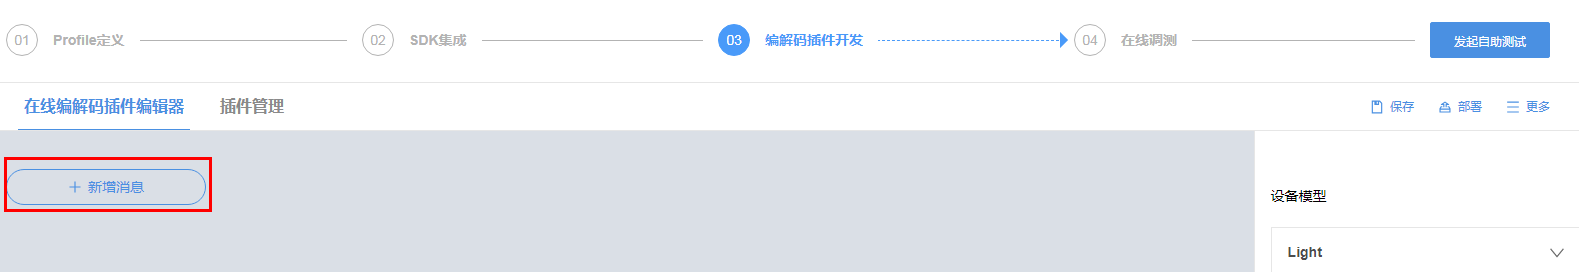 01 Profile定义 02 SDK集成 03 编解码插件开发 04 在线调测 发起自助测试
在线编解码插件编辑器 插件管理 保存 部署 更多
+ 新增消息
设备模型
Light